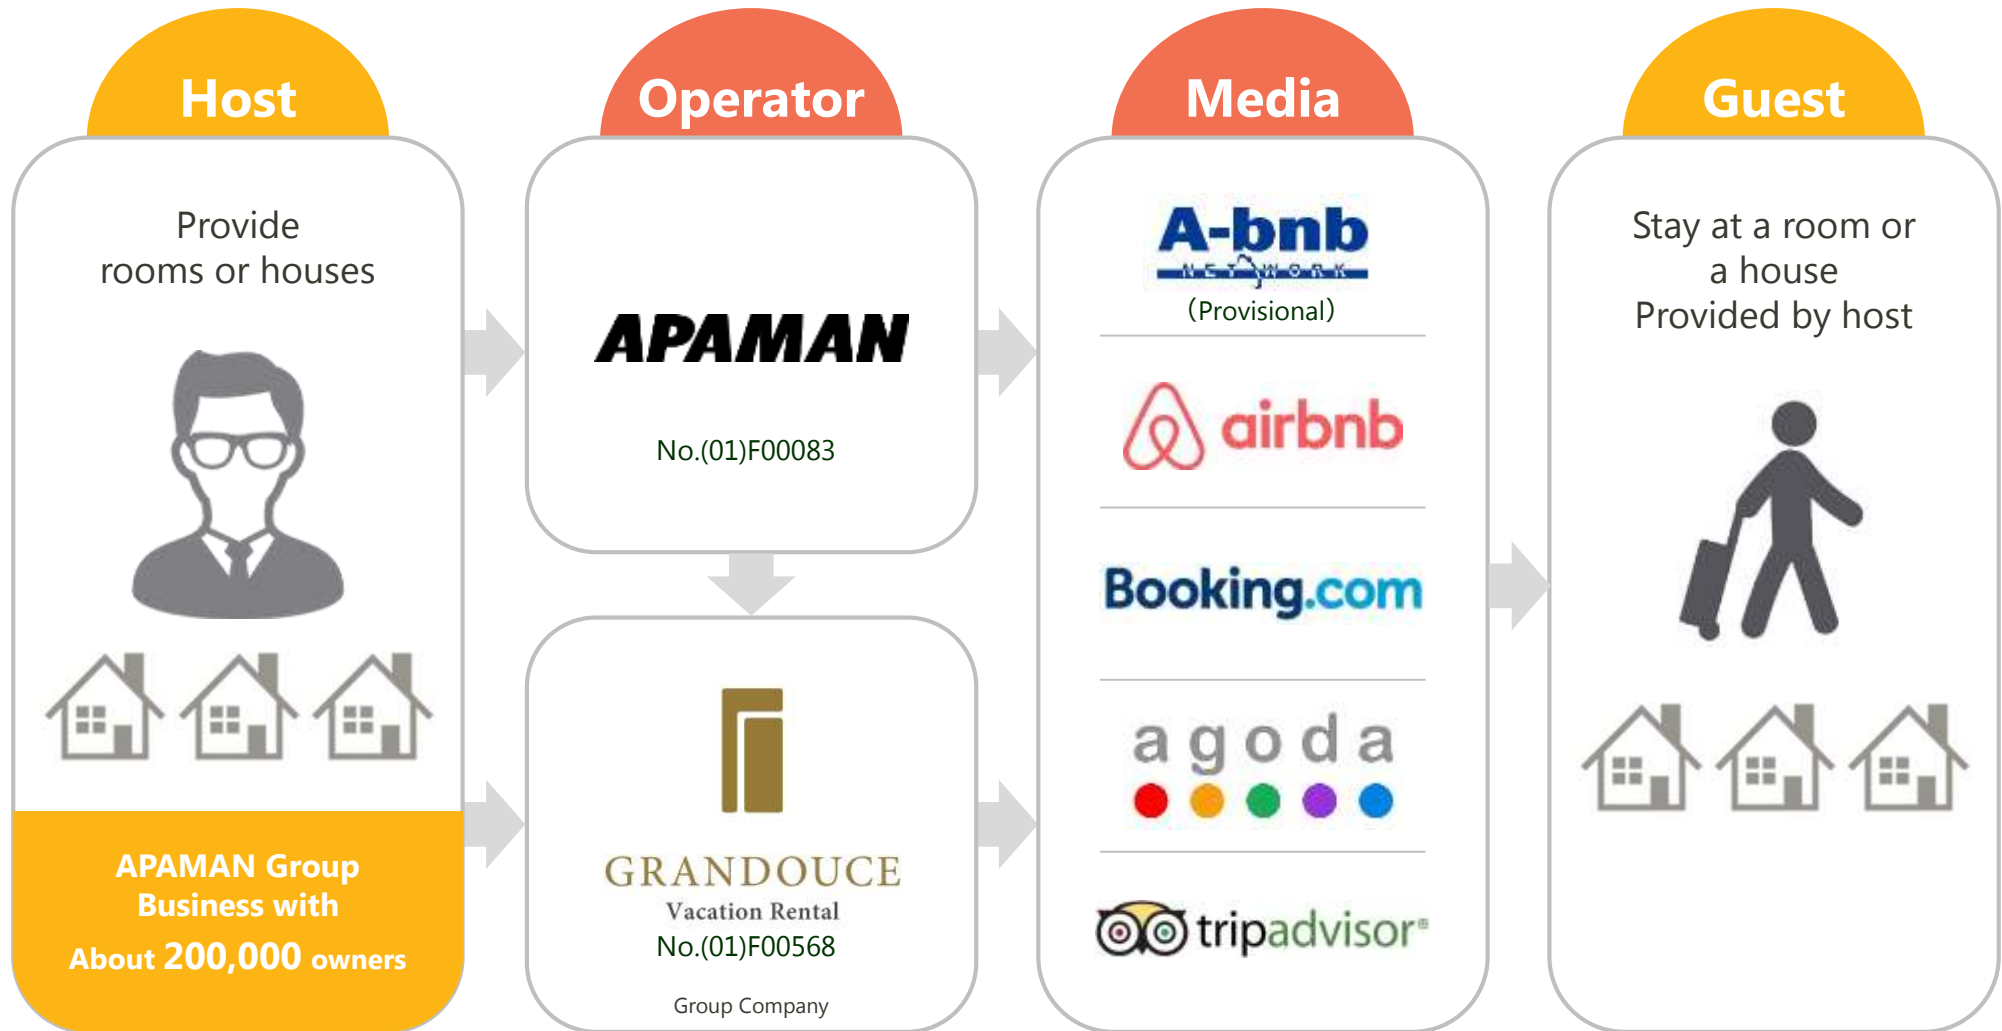 Host
Provide
rooms or houses
APAMAN Group
Business with
About 200,000 owners
Operator
APAMAN
No.(01)F00083
GRANDOUCE
Vacation Rental
No.(01)F00568
Group Company
Media
A-bnb
NETWORK
(Provisional)
airbnb
Booking.com
agoda
tripadvisor®
Guest
Stay at a room or
a house
Provided by host